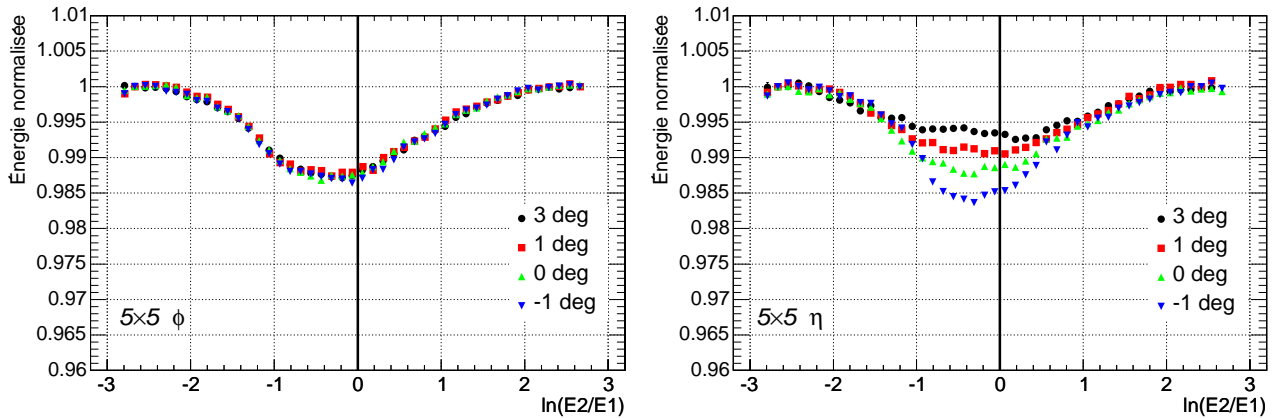 Énergie normalisée
1.01
1.005
1
0.995
0.99
0.985
0.98
0.975
0.97
0.965
0.96
3 deg
1 deg
0 deg
-1 deg
5×5 ϕ
-3 -2 -1 0 1 2 3
ln(E2/E1)
Énergie normalisée
1.01
1.005
1
0.995
0.99
0.985
0.98
0.975
0.97
0.965
0.96
3 deg
1 deg
0 deg
-1 deg
5×5 η
-3 -2 -1 0 1 2 3
ln(E2/E1)